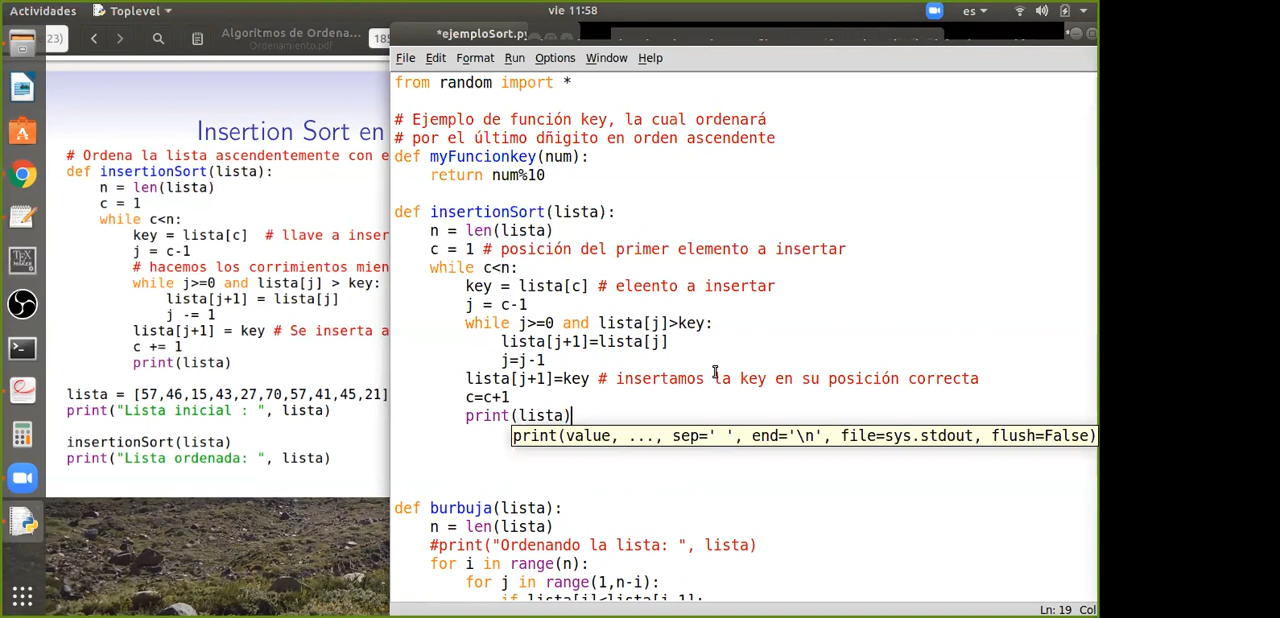 Actividades
Toplevel
vie 11:58
es
23)
Algoritmos de Ordena...
Ordenamiento.pdf
185
*ejemploSort.py
Insertion Sort en
# Ordena la lista ascendentemente con e
def insertionSort(lista):
n = len(lista)
c = 1
while c<n:
key = lista[c] # llave a inser
j = c-1
# hacemos los corrimientos mien
while j>=0 and lista[j] > key:
lista[j+1] = lista[j]
j -= 1
lista[j+1] = key # Se inserta a
c += 1
print(lista)
lista = [57,46,15,43,27,70,57,41,45,21]
print("Lista inicial : ", lista)
insertionSort(lista)
print("Lista ordenada: ", lista)
File Edit Format Run Options Window Help
from random import *
# Ejemplo de función key, la cual ordenará
# por el último dñigito en orden ascendente
def myFuncionkey(num):
return num%10
def insertionSort(lista):
n = len(lista)
c = 1 # posición del primer elemento a insertar
while c<n:
key = lista[c] # eleento a insertar
j = c-1
while j>=0 and lista[j]>key:
lista[j+1]=lista[j]
j=j-1
lista[j+1]=key # insertamos la key en su posición correcta
c=c+1
print(lista)
print(value, ..., sep=' ', end='\n', file=sys.stdout, flush=False)
def burbuja(lista):
n = len(lista)
#print("Ordenando la lista: ", lista)
for i in range(n):
for j in range(1,n-i):
if lista[j]<lista[j-1]:
Ln: 19 Col